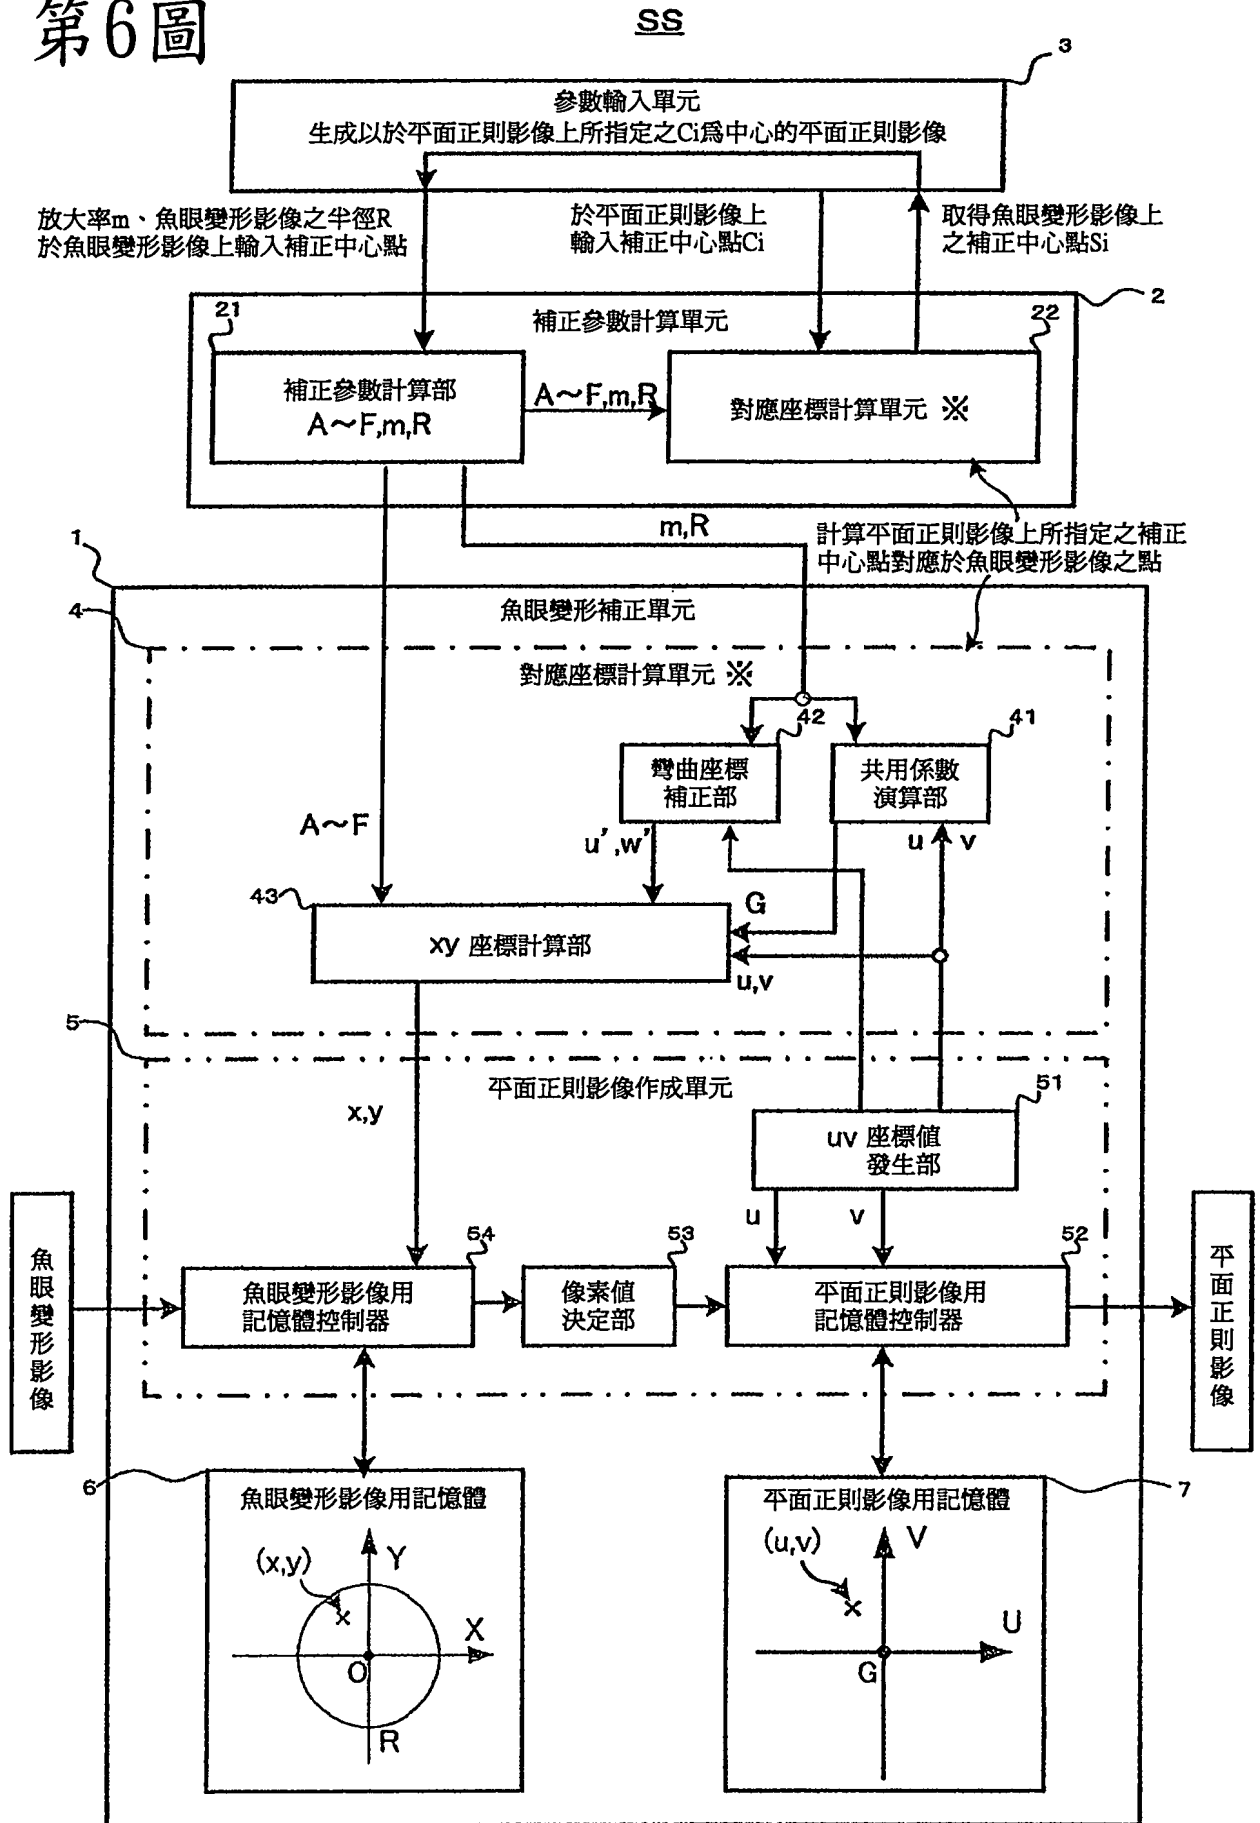 第6圖
SS
3
參數輸入單元
生成以於平面正則影像上所指定之Ci爲中心的平面正則影像
放大率m、魚眼變形影像之半徑R
於魚眼變形影像上輸入補正中心點
於平面正則影像上
輸入補正中心點Ci
取得魚眼變形影像上
之補正中心點Si
2
補正參數計算單元
21
22
補正參數計算部
A～F,m,R
A～F,m,R
對應座標計算單元 ※
m,R
計算平面正則影像上所指定之補正
中心點對應於魚眼變形影像之點
1
魚眼變形補正單元
4
對應座標計算單元 ※
42
41
彎曲座標
補正部
共用係數
演算部
A～F
u',w'
u
v
43
G
xy 座標計算部
u,v
5
平面正則影像作成單元
51
x,y
uv 座標値
發生部
u
v
54
53
52
魚眼變形影像
魚眼變形影像用
記憶體控制器
像素値
決定部
平面正則影像用
記憶體控制器
平面正則影像
6
魚眼變形影像用記憶體
7
平面正則影像用記憶體
(x,y)
Y
X
O
R
(u,v)
V
U
G